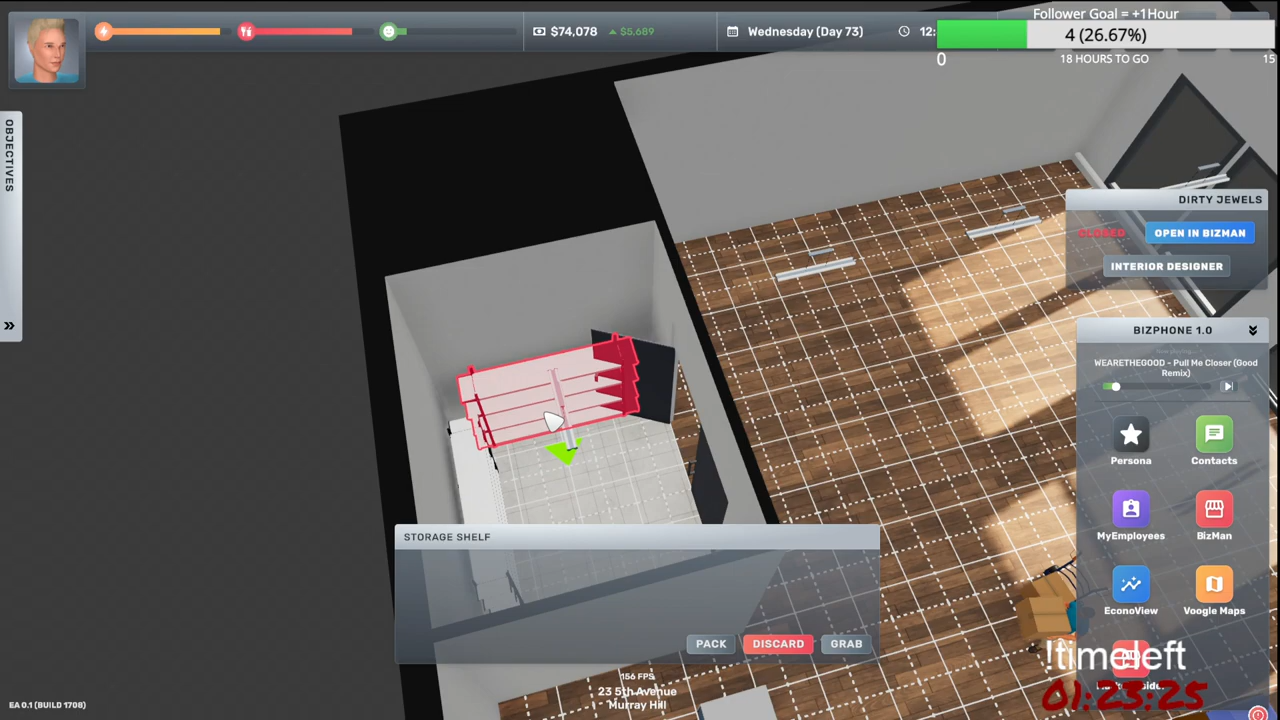 $74,078
$5,689
Wednesday (Day 73)
12:
Follower Goal = +1Hour
4 (26.67%)
0
18 HOURS TO GO
15
OBJECTIVES
DIRTY JEWELS
CLOSED
OPEN IN BIZMAN
INTERIOR DESIGNER
BIZPHONE 1.0
WEARETHEGOOD - Pull Me Closer (Good
Remix)
Persona
Contacts
MyEmployees
BizMan
EconoView
Voogle Maps
STORAGE SHELF
PACK
DISCARD
GRAB
!timeleft
01:23:25
156 FPS
23 5th Avenue
Murray Hill
EA 0.1 (BUILD 1708)